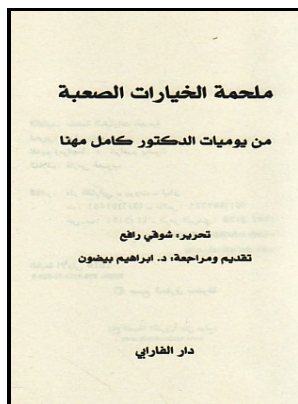 ملحمة الخيارات الصعبة
من يوميات الدكتور كامل مهنا
تحرير: شوقي رافع
تقديم ومراجعة: د. ابراهيم بيضون
دار الفارابي